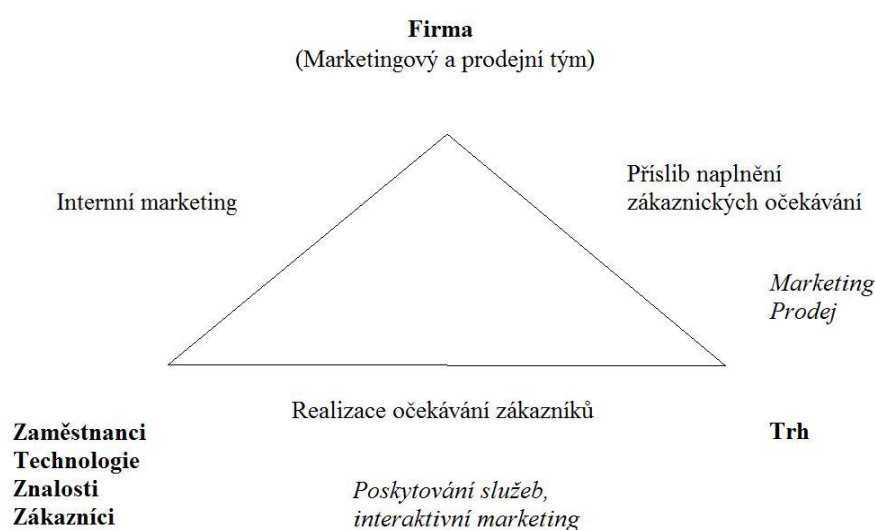 Firma
(Marketingový a prodejní tým)
Internní marketing
Příslib naplnění
zákaznických očekávání
Marketing
Prodej
Realizace očekávání zákazníků
Zaměstnanci
Technologie
Znalosti
Zákazníci
Trh
Poskytování služeb,
interaktivní marketing